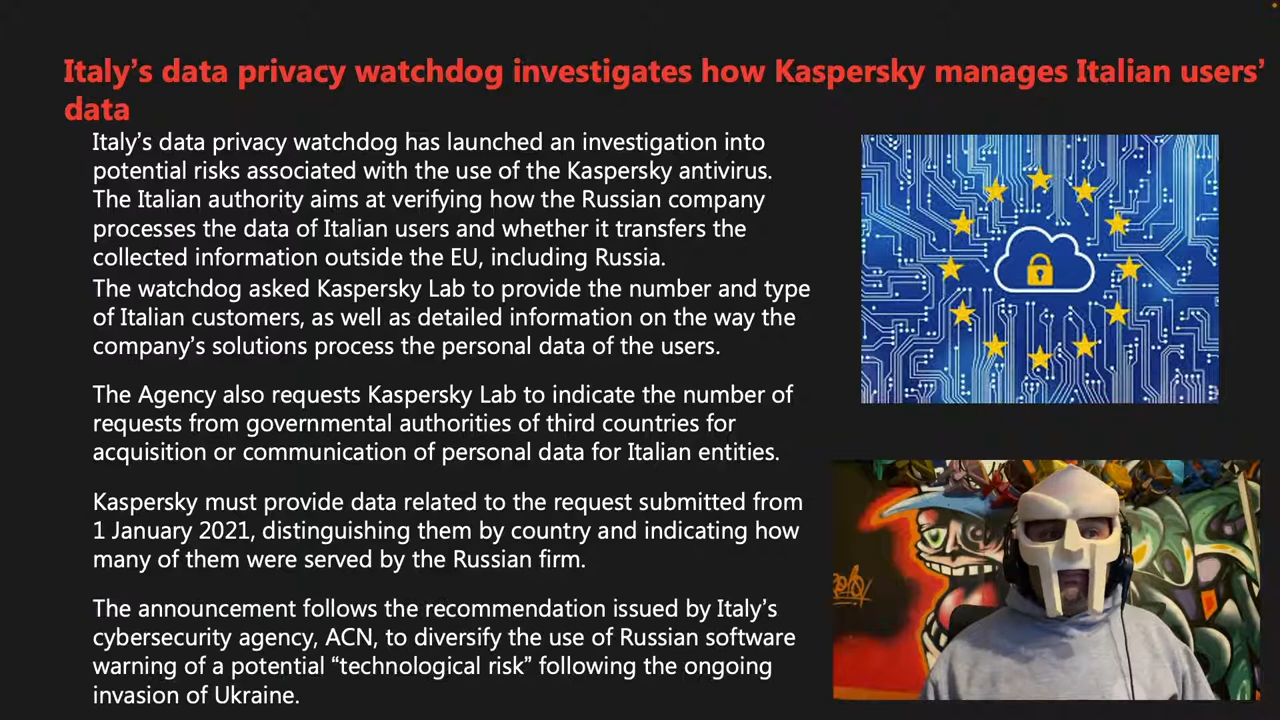 Italy’s data privacy watchdog investigates how Kaspersky manages Italian users’
data
Italy’s data privacy watchdog has launched an investigation into
potential risks associated with the use of the Kaspersky antivirus.
The Italian authority aims at verifying how the Russian company
processes the data of Italian users and whether it transfers the
collected information outside the EU, including Russia.
The watchdog asked Kaspersky Lab to provide the number and type
of Italian customers, as well as detailed information on the way the
company’s solutions process the personal data of the users.
The Agency also requests Kaspersky Lab to indicate the number of
requests from governmental authorities of third countries for
acquisition or communication of personal data for Italian entities.
Kaspersky must provide data related to the request submitted from
1 January 2021, distinguishing them by country and indicating how
many of them were served by the Russian firm.
The announcement follows the recommendation issued by Italy’s
cybersecurity agency, ACN, to diversify the use of Russian software
warning of a potential “technological risk” following the ongoing
invasion of Ukraine.